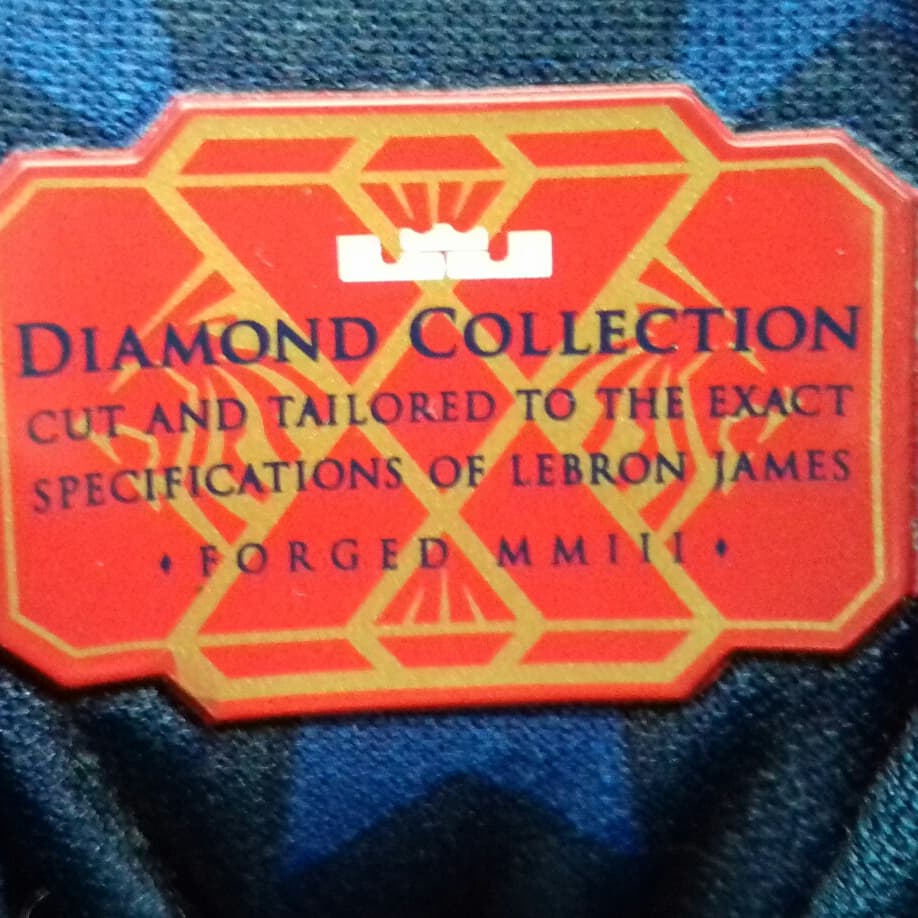 DIAMOND COLLECTION
CUT AND TAILORED TO THE EXACT
SPECIFICATIONS OF LEBRON JAMES
♦ FORGED MMIII ♦